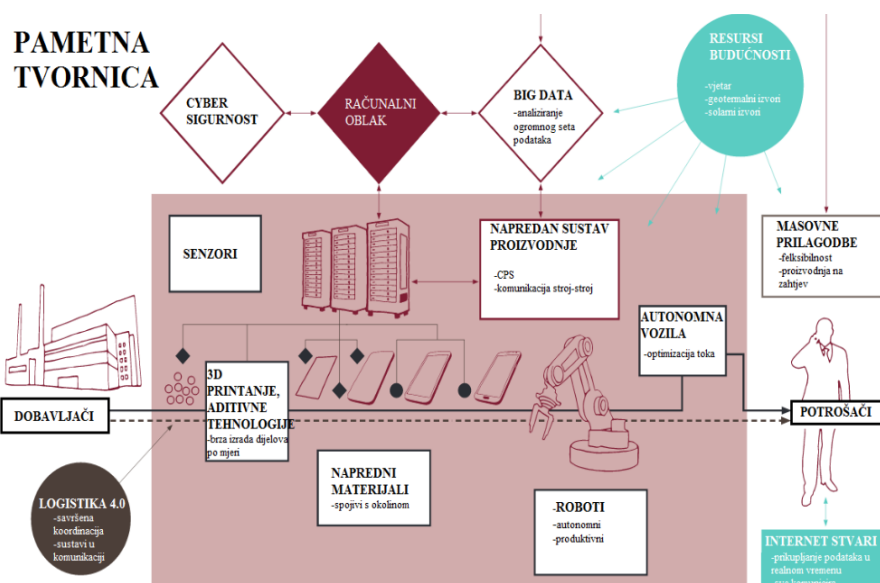 PAMETNA
TVORNICA
CYBER
SIGURNOST
RAČUNALNI
OBLAK
BIG DATA
-analiziranje
ogromnog seta
podataka
RESURSI
BUDUĆNOSTI
-vjetar
-geotermalni izvori
-solarni izvori
SENZORI
NAPREDAN SUSTAV
PROIZVODNJE
-CPS
-komunikacija stroj-stroj
MASOVNE
PRILAGODBE
-felksibilnost
-proizvodnja na
zahtjev
AUTONOMNA
VOZILA
-optimizacija toka
3D
PRINTANJE,
ADITIVNE
TEHNOLOGIJE
-brza izrada dijelova
po mjeri
DOBAVLJAČI
POTROŠAČI
NAPREDNI
MATERIJALI
-spojivi s okolinom
-ROBOTI
-autonomni
-produktivni
LOGISTIKA 4.0
-savršena
koordinacija
-sustavi u
komunikaciji
INTERNET STVARI
-prikupljanje podataka u
realnom vremenu